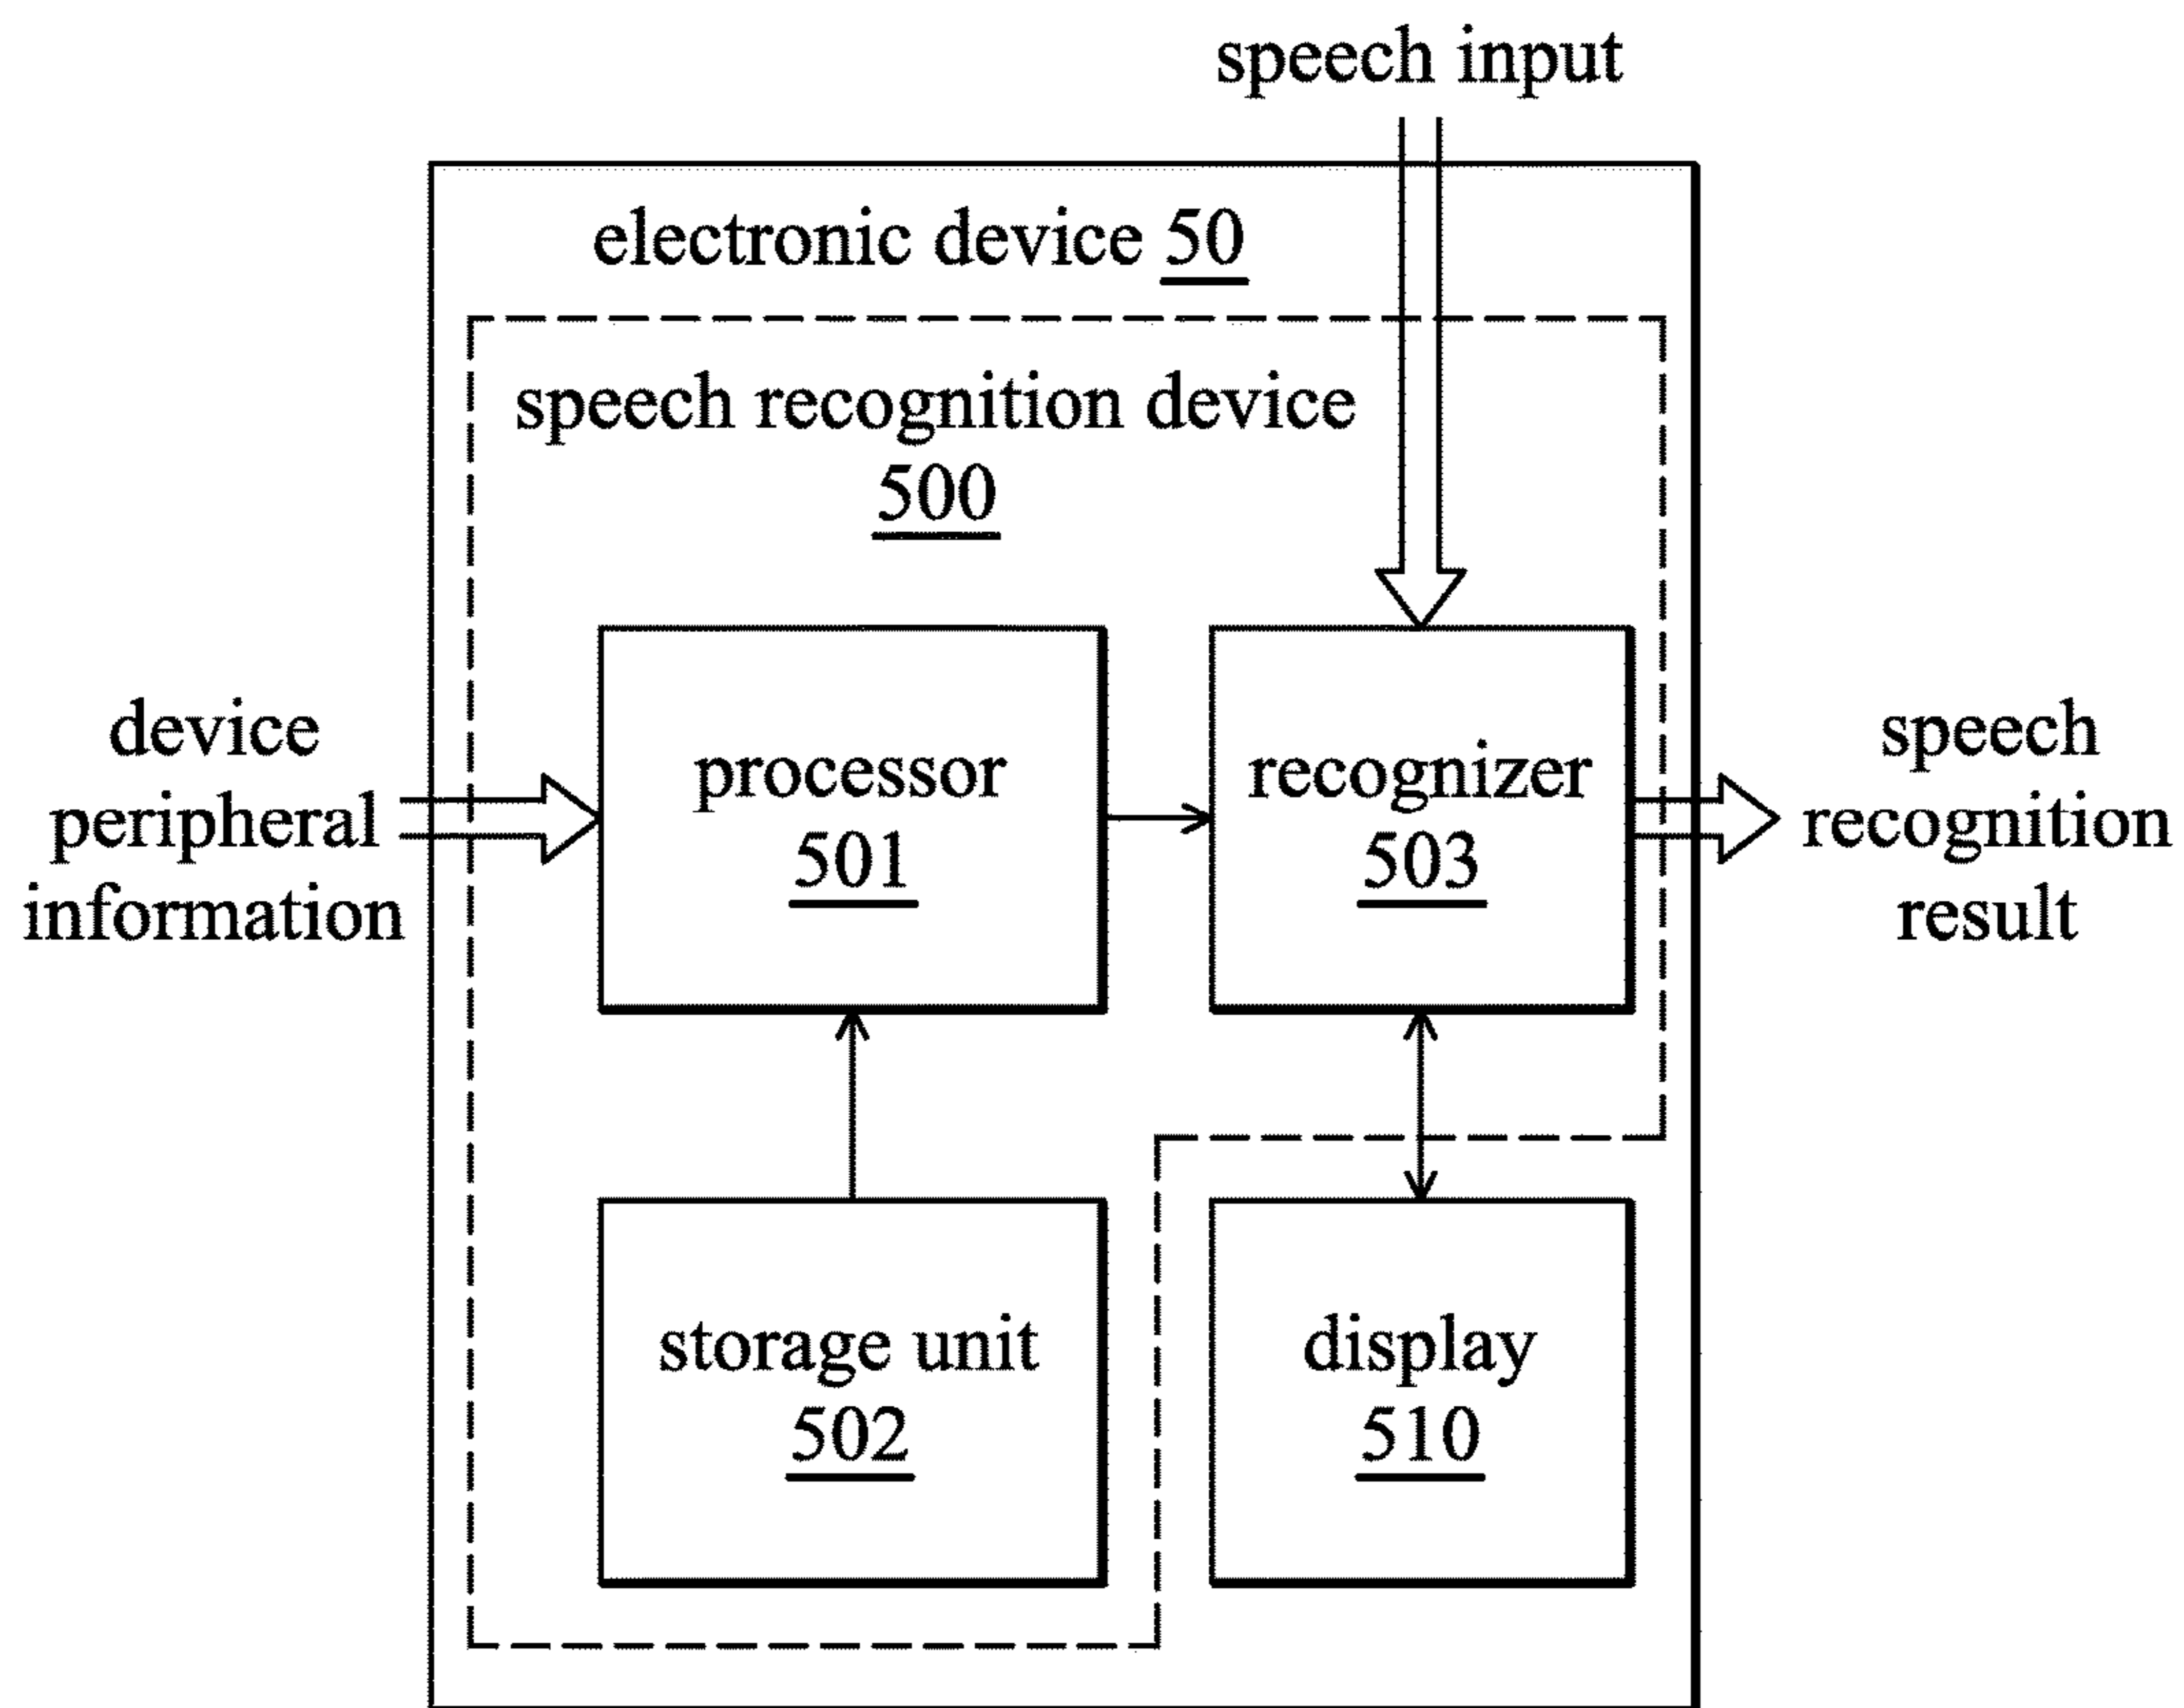 speech input
electronic device 50
speech recognition device
500
device
peripheral
information
processor
501
recognizer
503
speech
recognition
result
storage unit
502
display
510